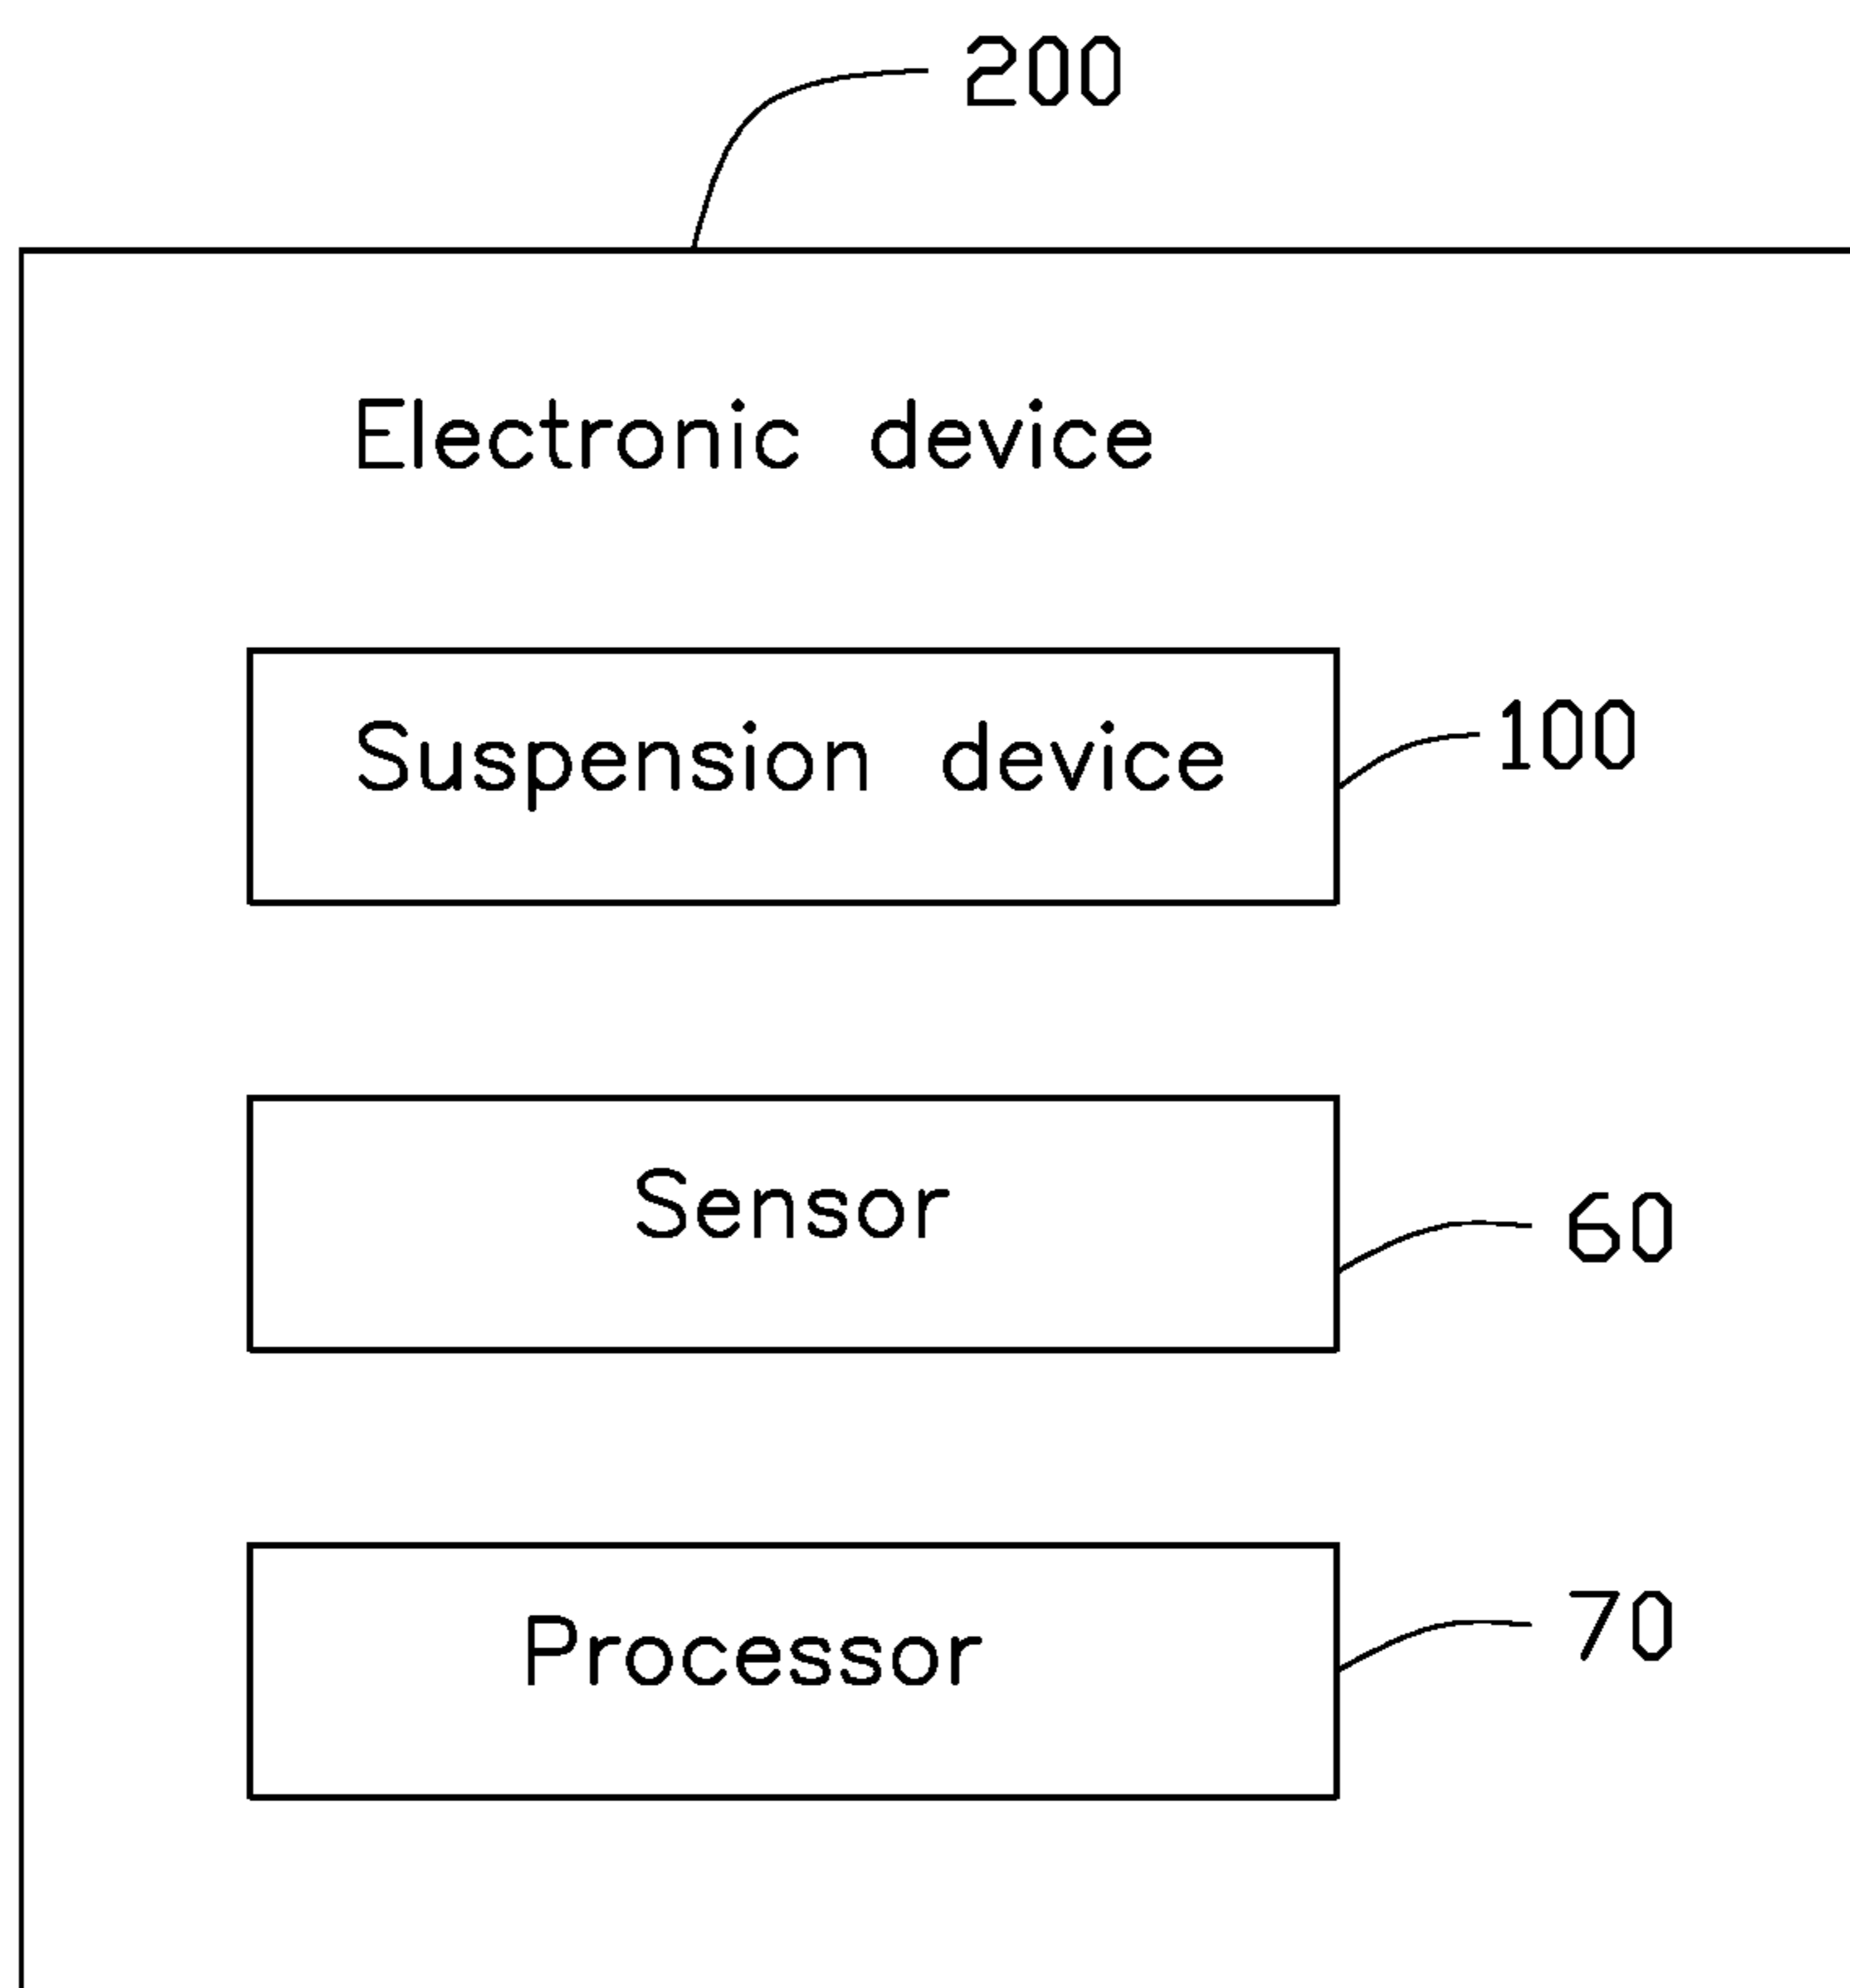 200
Electronic device
Suspension device
100
Sensor
60
Processor
70